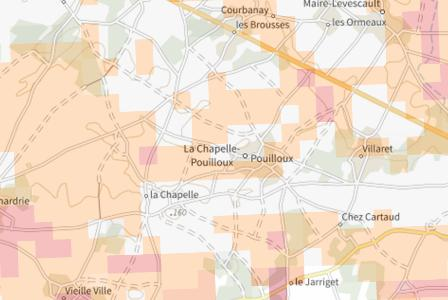 Maire-Levescault
Courbanay
les Brousses
les Ormeaux
La Chapelle-
Pouilloux
Pouilloux
Villaret
la Chapelle
160
Chez Cartaud
le Jarriget
Vieille Ville